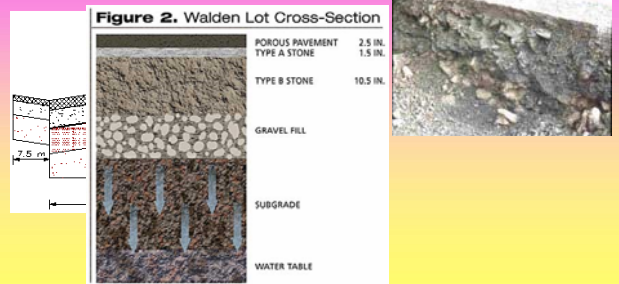 Figure 2. Walden Lot Cross-Section
POROUS PAVEMENT 2.5 IN.
TYPE A STONE 1.5 IN.
TYPE B STONE 10.5 IN.
GRAVEL FILL
SUBGRADE
WATER TABLE
7.5 m